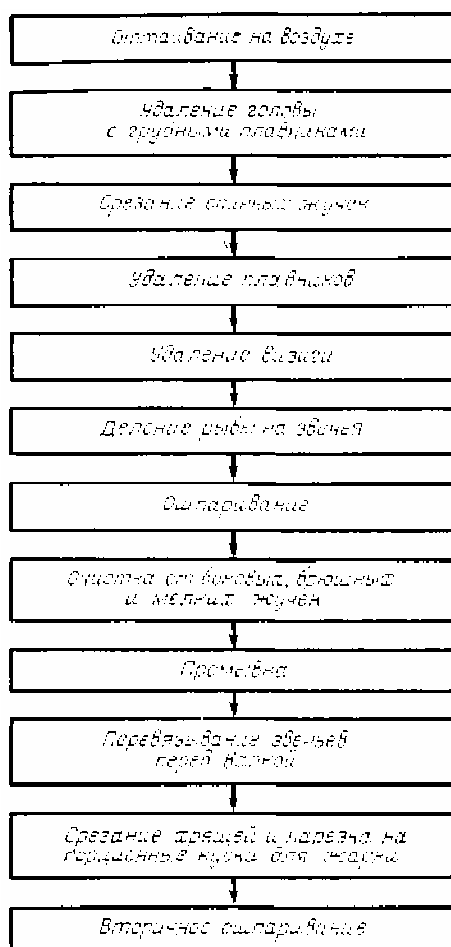 Оттаивание на воздухе
Удаление головы
с грудными плавниками
Срезание спинных жучек
Удаление плавников
Удаление визиги
Деление рыбы на звенья
Ошпаривание
Очистка от боковых, брюшных
и мелких жучек
Промывка
Перевязывание звеньев
перед варкой
Срезание хрящей и нарезка на
порционные куски для жарки
Вторичное ошпаривание